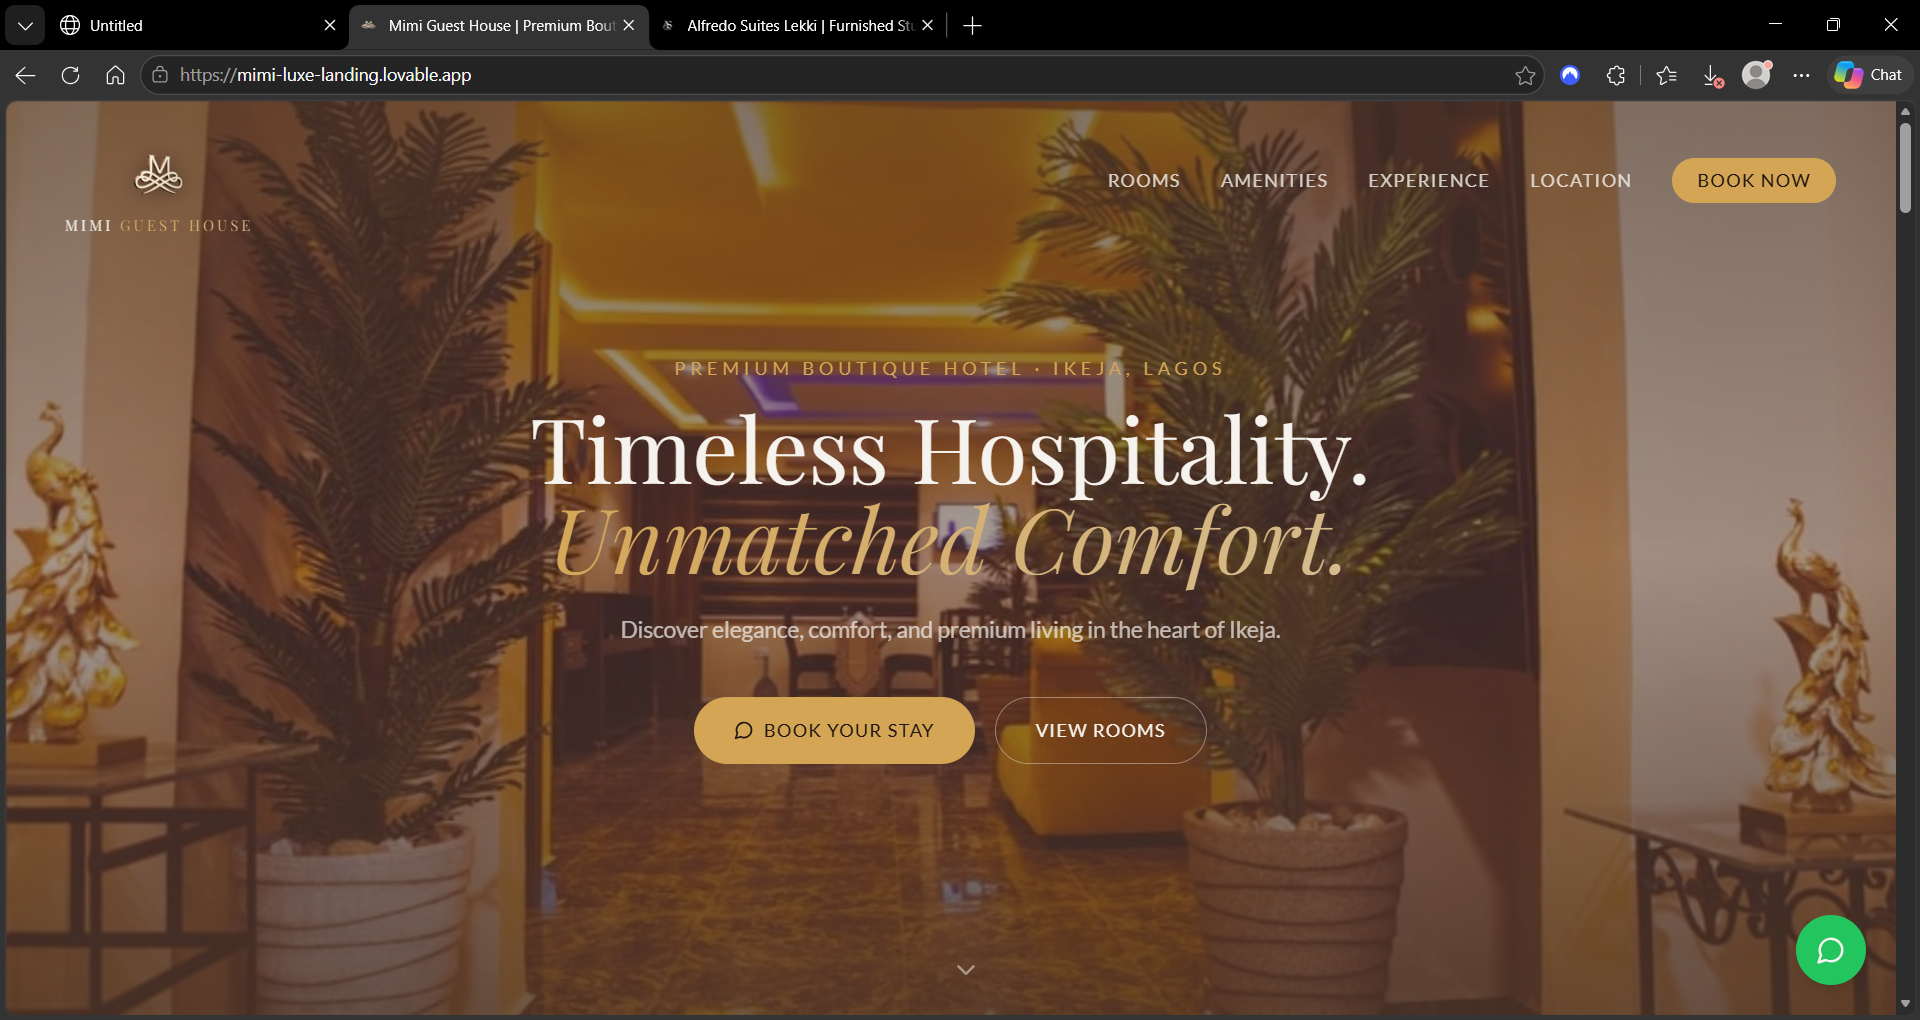 Untitled
Mimi Guest House | Premium Bout
Alfredo Suites Lekki | Furnished Stu
https://mimi-luxe-landing.lovable.app
Chat
M
MIMI GUEST HOUSE
ROOMS
AMENITIES
EXPERIENCE
LOCATION
BOOK NOW
PREMIUM BOUTIQUE HOTEL · IKEJA, LAGOS
Timeless Hospitality.
Unmatched Comfort.
Discover elegance, comfort, and premium living in the heart of Ikeja.
BOOK YOUR STAY
VIEW ROOMS